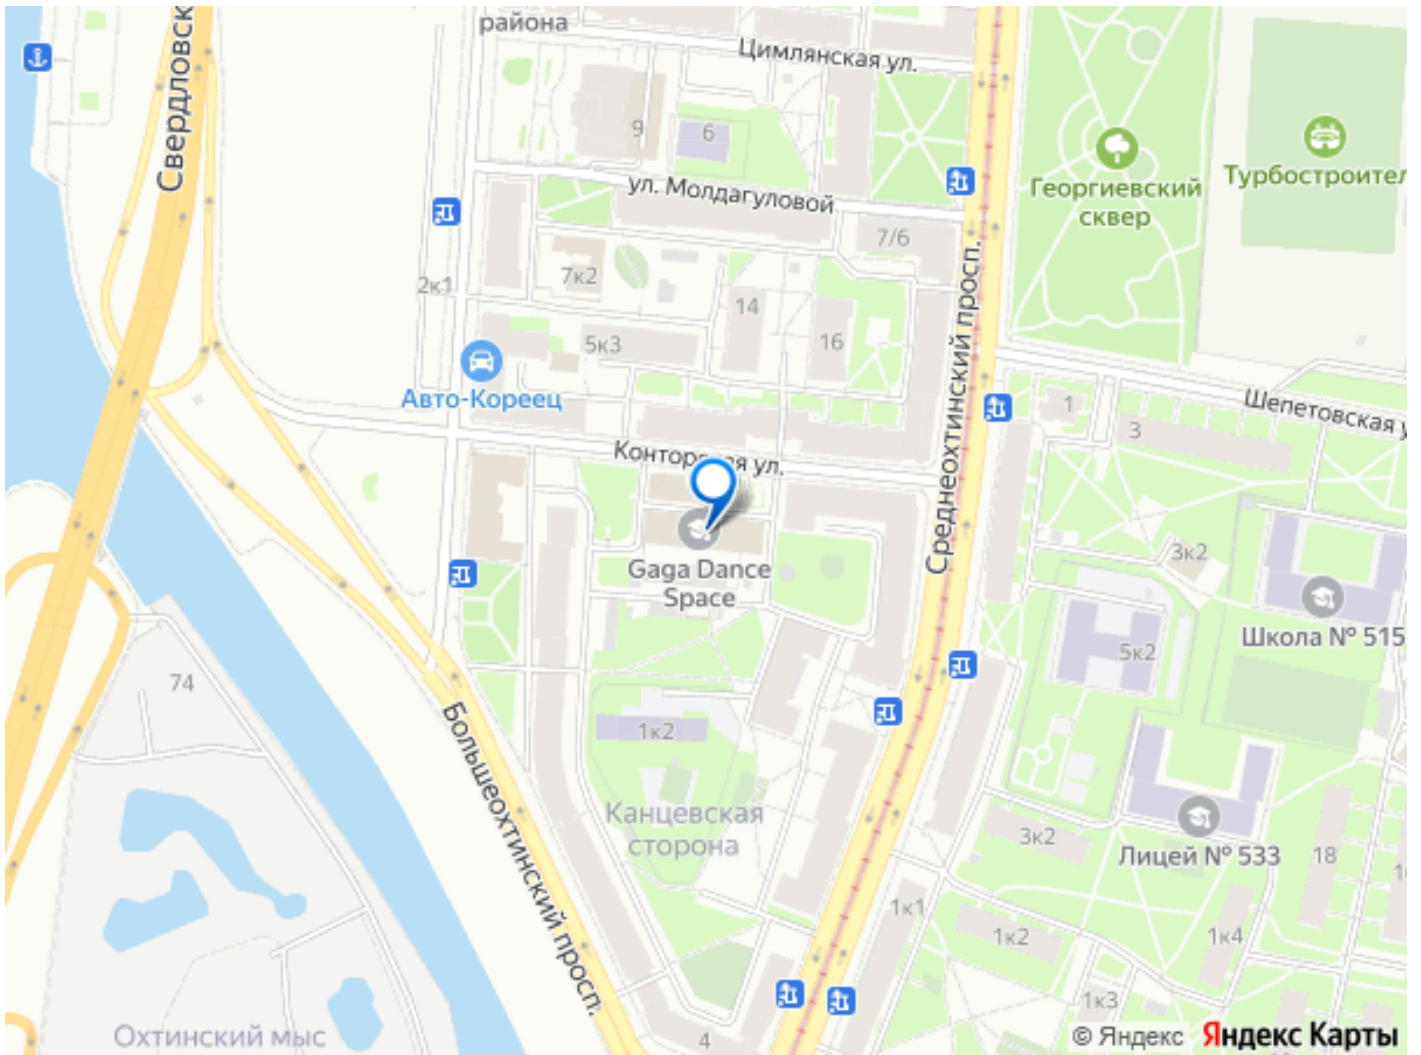 района
Цимлянская ул.
Свердловск
9
6
ул. Молдагуловой
Георгиевский
сквер
Турбостроител
7/6
7к2
2к1
14
16
5к3
Авто-Кореец
Среднеохтинский просп.
Шепетовская у
1
3
ул.
Gaga Dance
Space
3к2
Школа № 515
5к2
74
1к2
Большеохтинский просп.
Канцевская
сторона
3к2
Лицей № 533
18
1к1
1к2
1к4
1к3
4
Охтинский мыс
© Яндекс Яндекс Карты